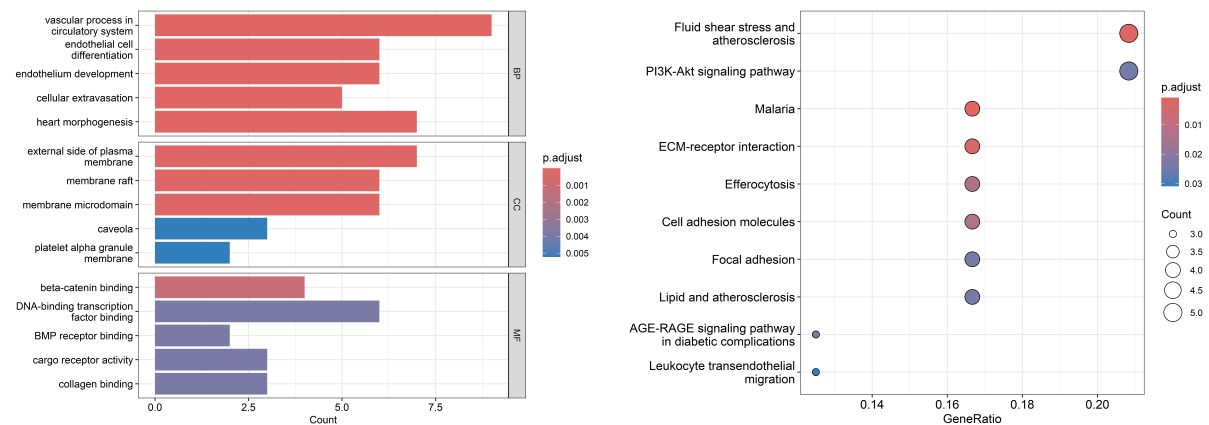 vascular process in
circulatory system
endothelial cell
differentiation
endothelium development
cellular extravasation
heart morphogenesis
BP
external side of plasma
membrane
membrane raft
membrane microdomain
caveola
platelet alpha granule
membrane
CC
beta-catenin binding
DNA-binding transcription
factor binding
BMP receptor binding
cargo receptor activity
collagen binding
MF
0.0 2.5 5.0 7.5
Count
p.adjust
0.001
0.002
0.003
0.004
0.005
Fluid shear stress and
atherosclerosis
PI3K-Akt signaling pathway
Malaria
ECM-receptor interaction
Efferocytosis
Cell adhesion molecules
Focal adhesion
Lipid and atherosclerosis
AGE-RAGE signaling pathway
in diabetic complications
Leukocyte transendothelial
migration
0.14 0.16 0.18 0.20
GeneRatio
p.adjust
0.01
0.02
0.03
Count
3.0
3.5
4.0
4.5
5.0